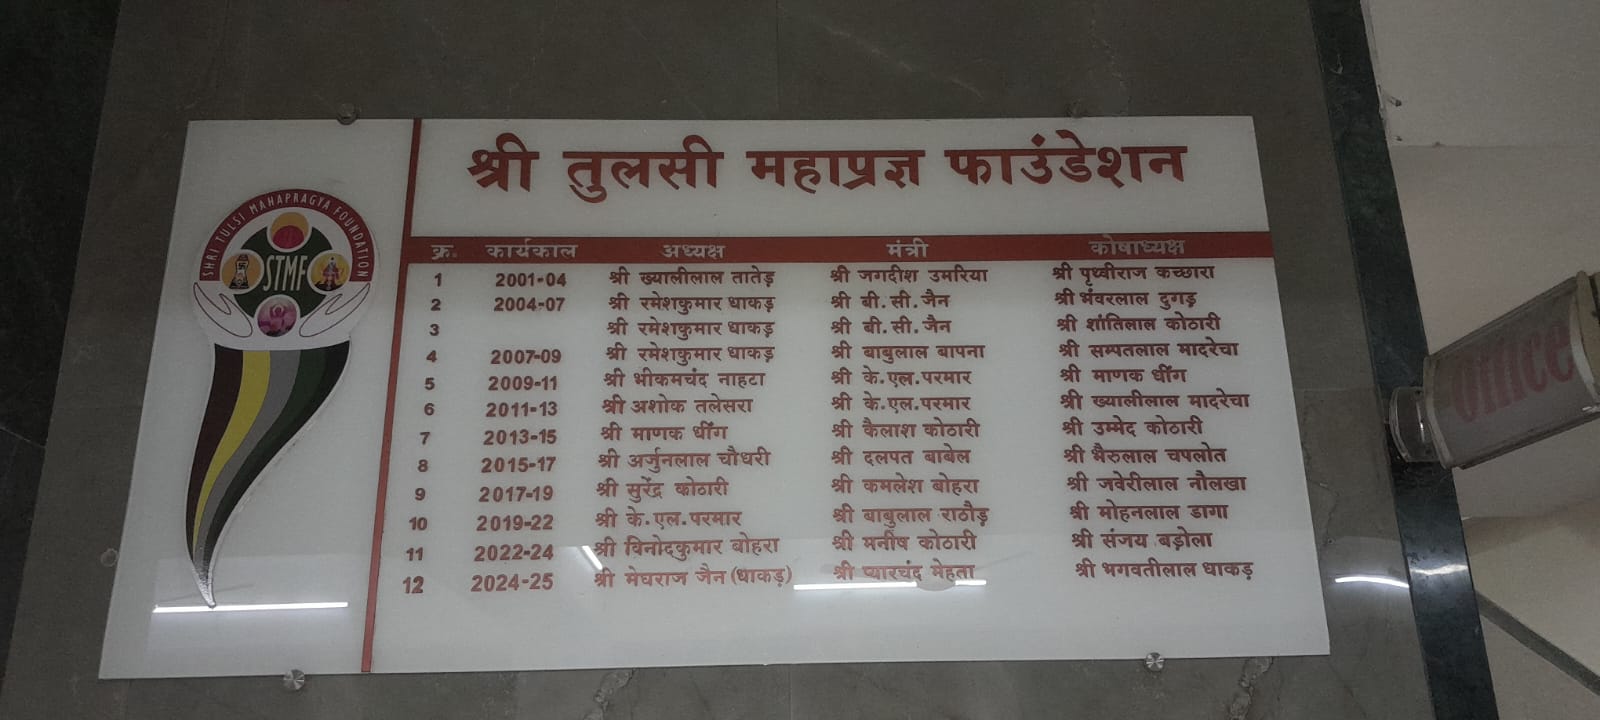 श्री तुलसी महाप्रज्ञ फाउंडेशन
SHRI TULSI MAHAPRAGYA FOUNDATION
STMF
क्र. कार्यकाल अध्यक्ष मंत्री कोषाध्यक्ष
1 2001-04 श्री ख्यालीलाल तातेड़ श्री जगदीश उमरिया श्री पृथ्वीराज कच्छारा
2 2004-07 श्री रमेशकुमार धाकड़ श्री बी. सी. जैन श्री भंवरलाल दुगड़
3 श्री रमेशकुमार धाकड़ श्री बी. सी. जैन श्री शांतिलाल कोठारी
4 2007-09 श्री रमेशकुमार धाकड़ श्री बाबुलाल बापना श्री सम्पतलाल मादरेचा
5 2009-11 श्री भीकमचंद नाहटा श्री के. एल. परमार श्री माणक धींग
6 2011-13 श्री अशोक तलेसरा श्री के. एल. परमार श्री ख्यालीलाल मादरेचा
7 2013-15 श्री माणक धींग श्री कैलाश कोठारी श्री उम्मेद कोठारी
8 2015-17 श्री अर्जुनलाल चौधरी श्री दलपत बाबेल श्री भैरुलाल चपलोत
9 2017-19 श्री सुरेंद्र कोठारी श्री कमलेश बोहरा श्री जवेरीलाल नौलखा
10 2019-22 श्री के. एल. परमार श्री बाबुलाल राठौड़ श्री मोहनलाल डागा
11 2022-24 श्री विनोदकुमार बोहरा श्री मनीष कोठारी श्री संजय बड़ोला
12 2024-25 श्री मेघराज जैन (धाकड़) श्री प्यारचंद मेहता श्री भगवतीलाल धाकड़
Office